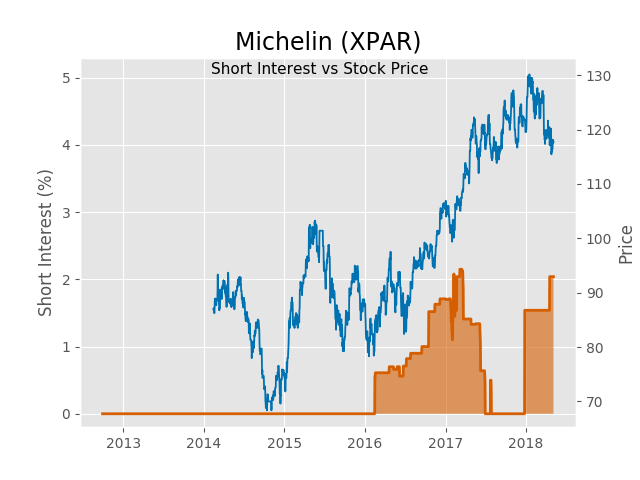 Michelin (XPAR)
Short Interest vs Stock Price
5
4
3
2
1
0
Short Interest (%)
130
120
110
100
90
80
70
Price
2013 2014 2015 2016 2017 2018